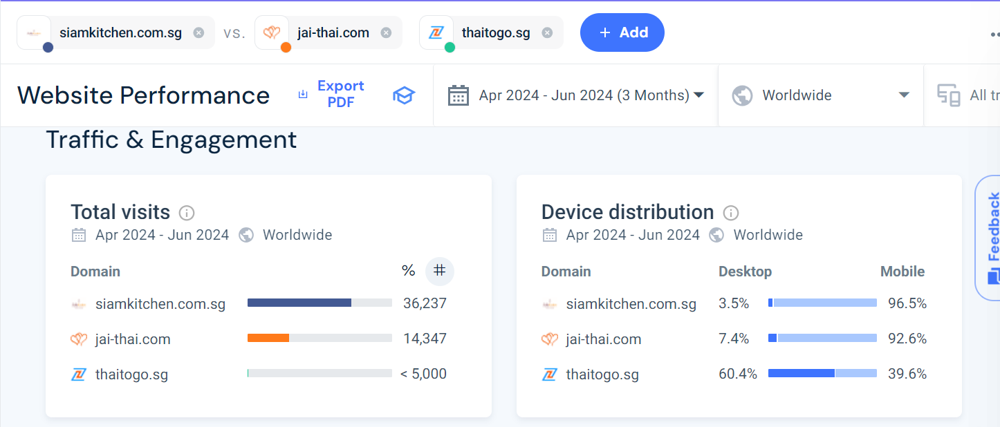 siamkitchen.com.sg vs. jai-thai.com thaitogo.sg + Add
Website Performance Export PDF Apr 2024 - Jun 2024 (3 Months) Worldwide All tr
Traffic & Engagement
Total visits
Apr 2024 - Jun 2024 Worldwide
Domain % #
siamkitchen.com.sg 36,237
jai-thai.com 14,347
thaitogo.sg < 5,000
Device distribution
Apr 2024 - Jun 2024 Worldwide
Domain Desktop Mobile
siamkitchen.com.sg 3.5% 96.5%
jai-thai.com 7.4% 92.6%
thaitogo.sg 60.4% 39.6%
Feedback